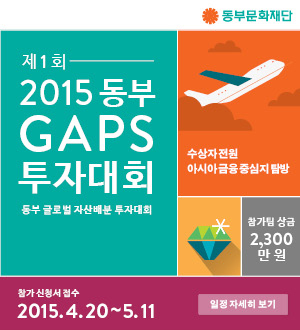 동부문화재단
제1회
2015 동부
GAPS
투자대회
동부 글로벌 자산배분 투자대회
수상자 전원
아시아 금융 중심지 탐방
참가팀 상금
2,300
만 원
참가 신청서 접수
2015. 4. 20 ~ 5. 11
일정 자세히 보기